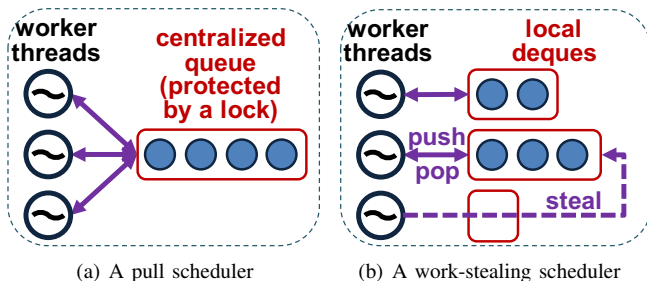 worker
threads
centralized
queue
(protected
by a lock)
(a) A pull scheduler
worker
threads
local
deques
push
pop
steal
(b) A work-stealing scheduler